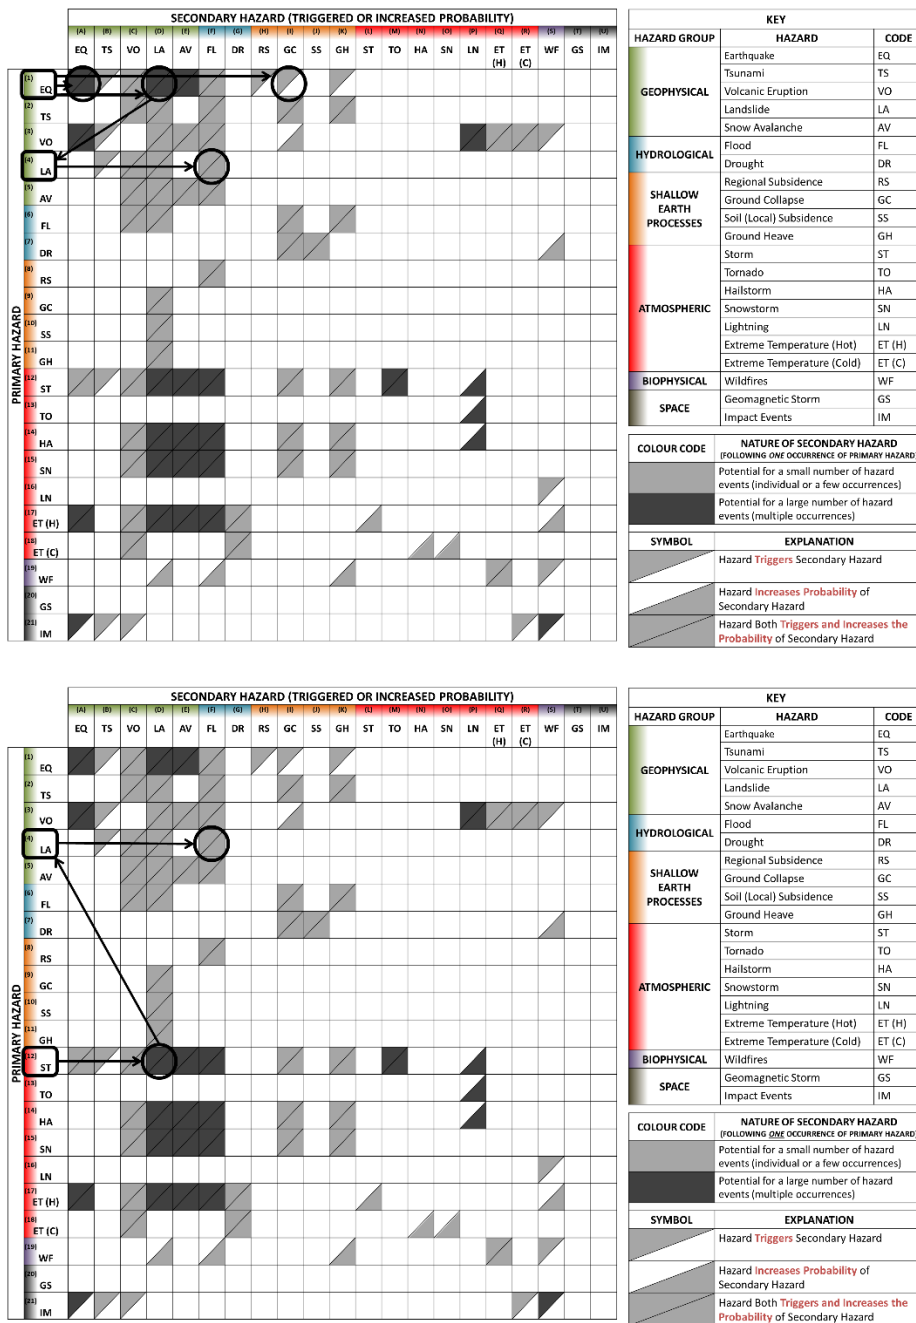 SECONDARY HAZARD (TRIGGERED OR INCREASED PROBABILITY)
(A) (B) (C) (D) (E) (F) (G) (H) (I) (J) (K) (L) (M) (N) (O) (P) (Q) (R) (S) (T) (U)
EQ TS VO LA AV FL DR RS GC SS GH ST TO HA SN LN ET (H) ET (C) WF GS IM
PRIMARY HAZARD
(1) EQ
(2) TS
(3) VO
(4) LA
(5) AV
(6) FL
(7) DR
(8) RS
(9) GC
(10) SS
(11) GH
(12) ST
(13) TO
(14) HA
(15) SN
(16) LN
(17) ET (H)
(18) ET (C)
(19) WF
(20) GS
(21) IM
KEY
HAZARD GROUP HAZARD CODE
GEOPHYSICAL
Earthquake EQ
Tsunami TS
Volcanic Eruption VO
Landslide LA
Snow Avalanche AV
HYDROLOGICAL
Flood FL
Drought DR
SHALLOW EARTH PROCESSES
Regional Subsidence RS
Ground Collapse GC
Soil (Local) Subsidence SS
Ground Heave GH
ATMOSPHERIC
Storm ST
Tornado TO
Hailstorm HA
Snowstorm SN
Lightning LN
Extreme Temperature (Hot) ET (H)
Extreme Temperature (Cold) ET (C)
BIOPHYSICAL
Wildfires WF
SPACE
Geomagnetic Storm GS
Impact Events IM
COLOUR CODE NATURE OF SECONDARY HAZARD
(FOLLOWING ONE OCCURRENCE OF PRIMARY HAZARD)
Potential for a small number of hazard
events (individual or a few occurrences)
Potential for a large number of hazard
events (multiple occurrences)
SYMBOL EXPLANATION
Hazard Triggers Secondary Hazard
Hazard Increases Probability of
Secondary Hazard
Hazard Both Triggers and Increases the
Probability of Secondary Hazard
SECONDARY HAZARD (TRIGGERED OR INCREASED PROBABILITY)
(A) (B) (C) (D) (E) (F) (G) (H) (I) (J) (K) (L) (M) (N) (O) (P) (Q) (R) (S) (T) (U)
EQ TS VO LA AV FL DR RS GC SS GH ST TO HA SN LN ET (H) ET (C) WF GS IM
PRIMARY HAZARD
(1) EQ
(2) TS
(3) VO
(4) LA
(5) AV
(6) FL
(7) DR
(8) RS
(9) GC
(10) SS
(11) GH
(12) ST
(13) TO
(14) HA
(15) SN
(16) LN
(17) ET (H)
(18) ET (C)
(19) WF
(20) GS
(21) IM
KEY
HAZARD GROUP HAZARD CODE
GEOPHYSICAL
Earthquake EQ
Tsunami TS
Volcanic Eruption VO
Landslide LA
Snow Avalanche AV
HYDROLOGICAL
Flood FL
Drought DR
SHALLOW EARTH PROCESSES
Regional Subsidence RS
Ground Collapse GC
Soil (Local) Subsidence SS
Ground Heave GH
ATMOSPHERIC
Storm ST
Tornado TO
Hailstorm HA
Snowstorm SN
Lightning LN
Extreme Temperature (Hot) ET (H)
Extreme Temperature (Cold) ET (C)
BIOPHYSICAL
Wildfires WF
SPACE
Geomagnetic Storm GS
Impact Events IM
COLOUR CODE NATURE OF SECONDARY HAZARD
(FOLLOWING ONE OCCURRENCE OF PRIMARY HAZARD)
Potential for a small number of hazard
events (individual or a few occurrences)
Potential for a large number of hazard
events (multiple occurrences)
SYMBOL EXPLANATION
Hazard Triggers Secondary Hazard
Hazard Increases Probability of
Secondary Hazard
Hazard Both Triggers and Increases the
Probability of Secondary Hazard